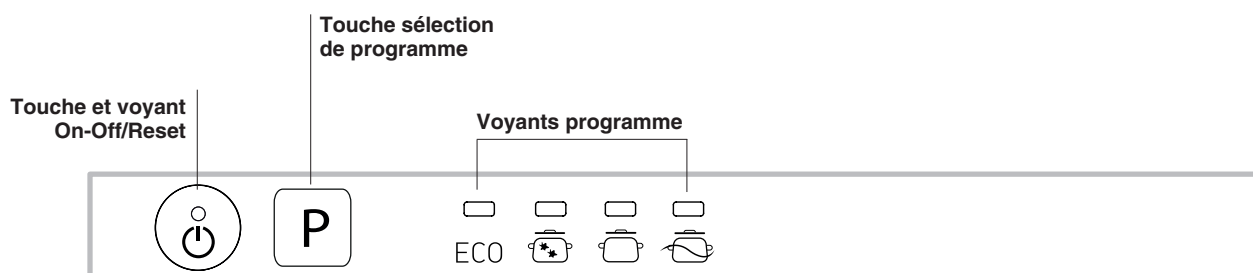 Touche sélection
de programme
Touche et voyant
On-Off/Reset
Voyants programme
P
ECO